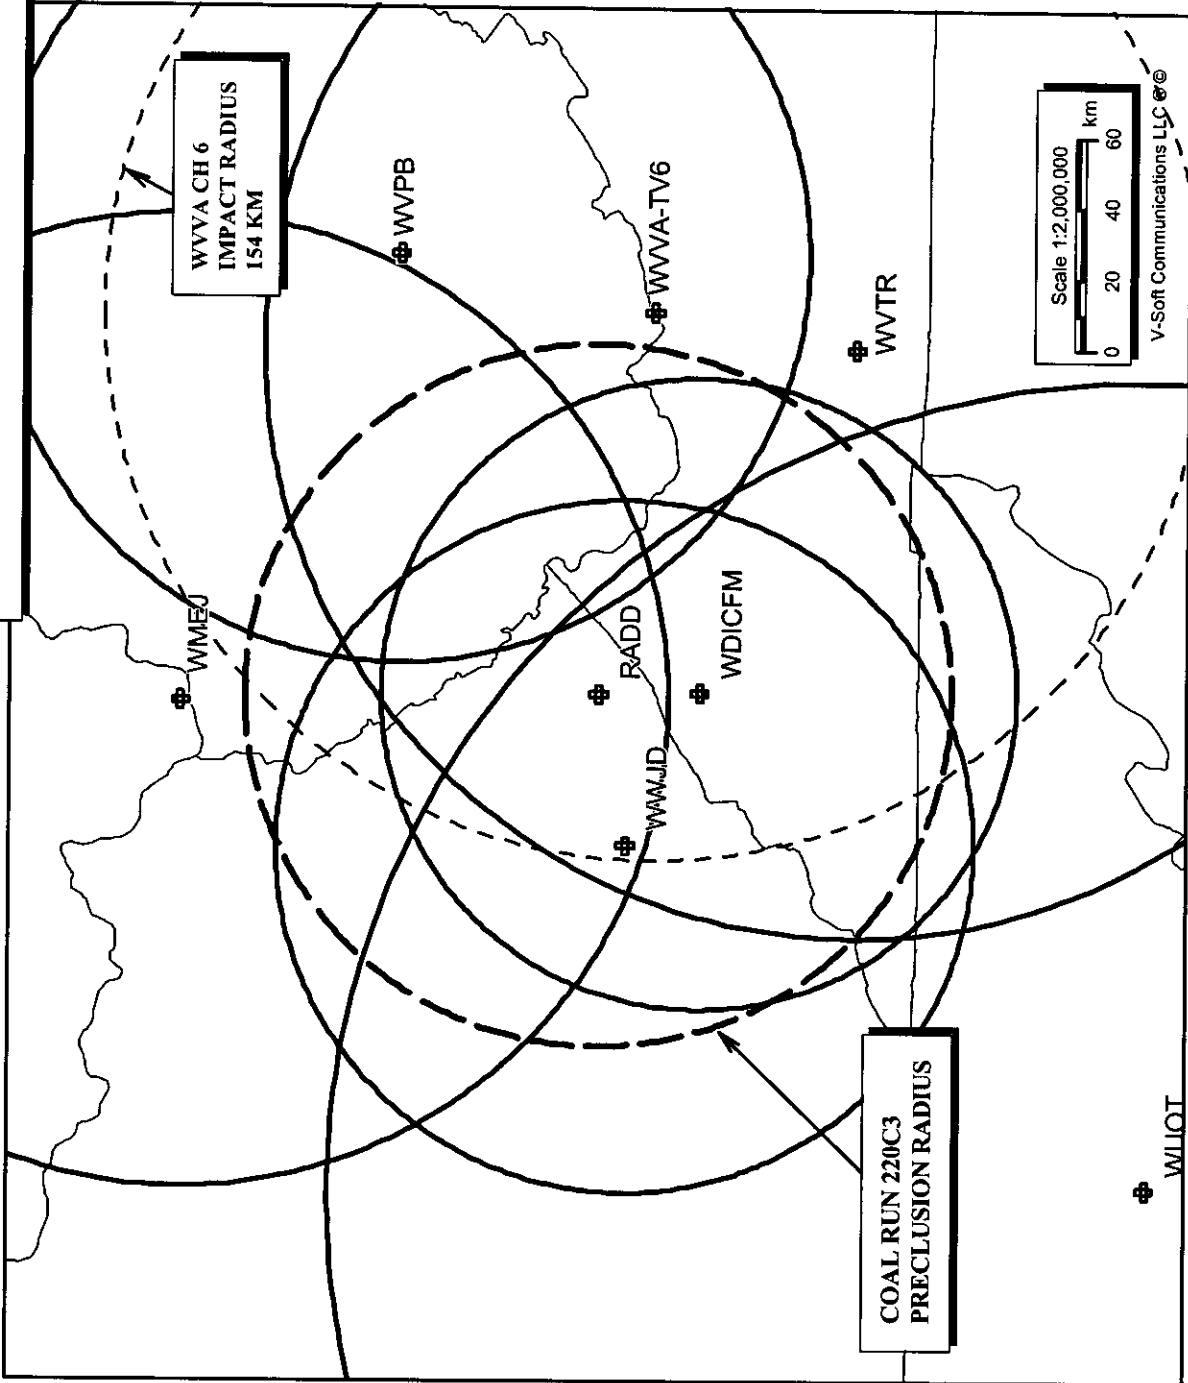 WVVA CH 6
IMPACT RADIUS
154 KM
WMEJ
WVPB
WVVA-TV6
WWJD
RADD
WDICFM
WVTR
Scale 1:2,000,000
km
0 20 40 60
V-Soft Communications LLC ® ©
COAL RUN 220C3
PRECLUSION RADIUS
WUOT